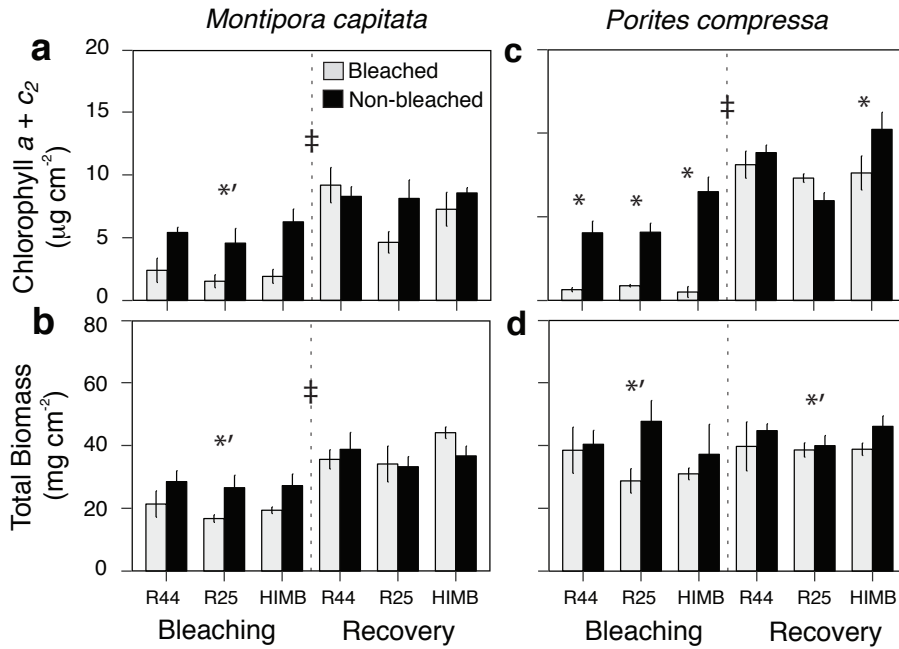 Montipora capitata
Porites compressa
a
c
20
15
10
5
0
Chlorophyll a + c₂
(µg cm⁻²)
Bleached
Non-bleached
‡
*′
‡
*
*
*
*
b
d
80
60
40
20
0
Total Biomass
(mg cm⁻²)
‡
*′
*′
*′
R44 R25 HIMB R44 R25 HIMB
R44 R25 HIMB R44 R25 HIMB
Bleaching Recovery
Bleaching Recovery